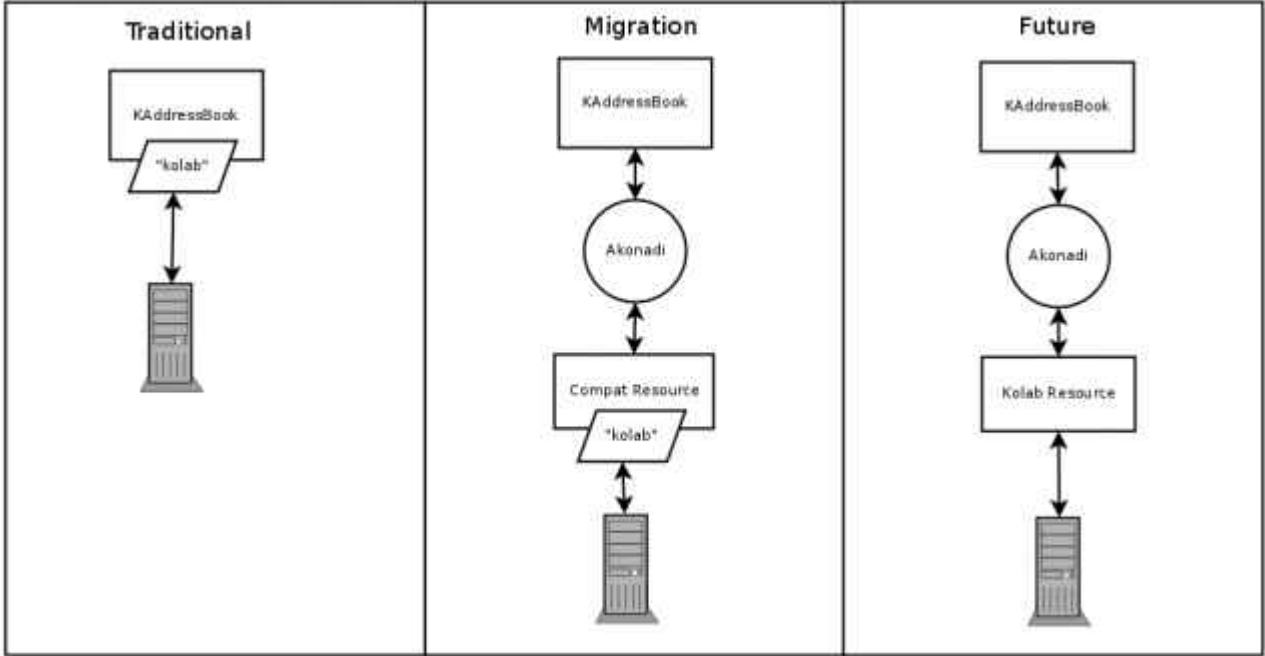 Traditional
KAddressBook
"kolab"
Migration
KAddressBook
Akonadi
Compat Resource
"kolab"
Future
KAddressBook
Akonadi
Kolab Resource